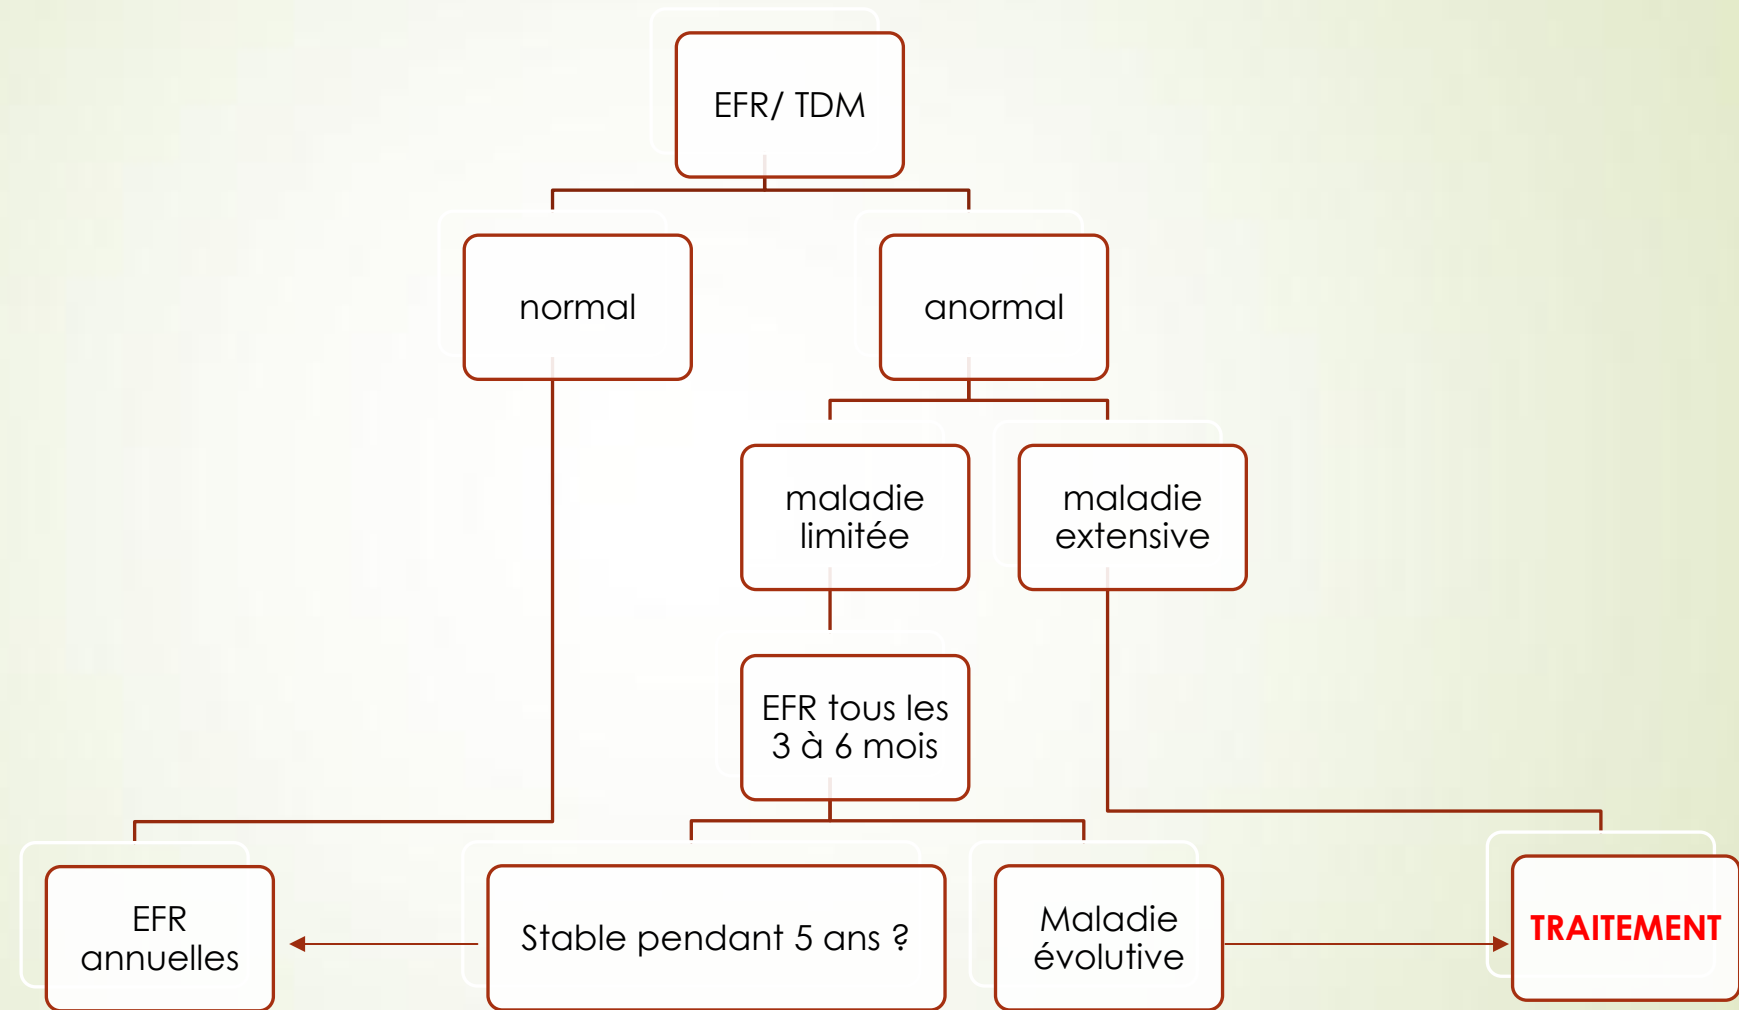 EFR/ TDM
normal
anormal
maladie
limitée
maladie
extensive
EFR tous les
3 à 6 mois
EFR
annuelles
Stable pendant 5 ans ?
Maladie
évolutive
TRAITEMENT